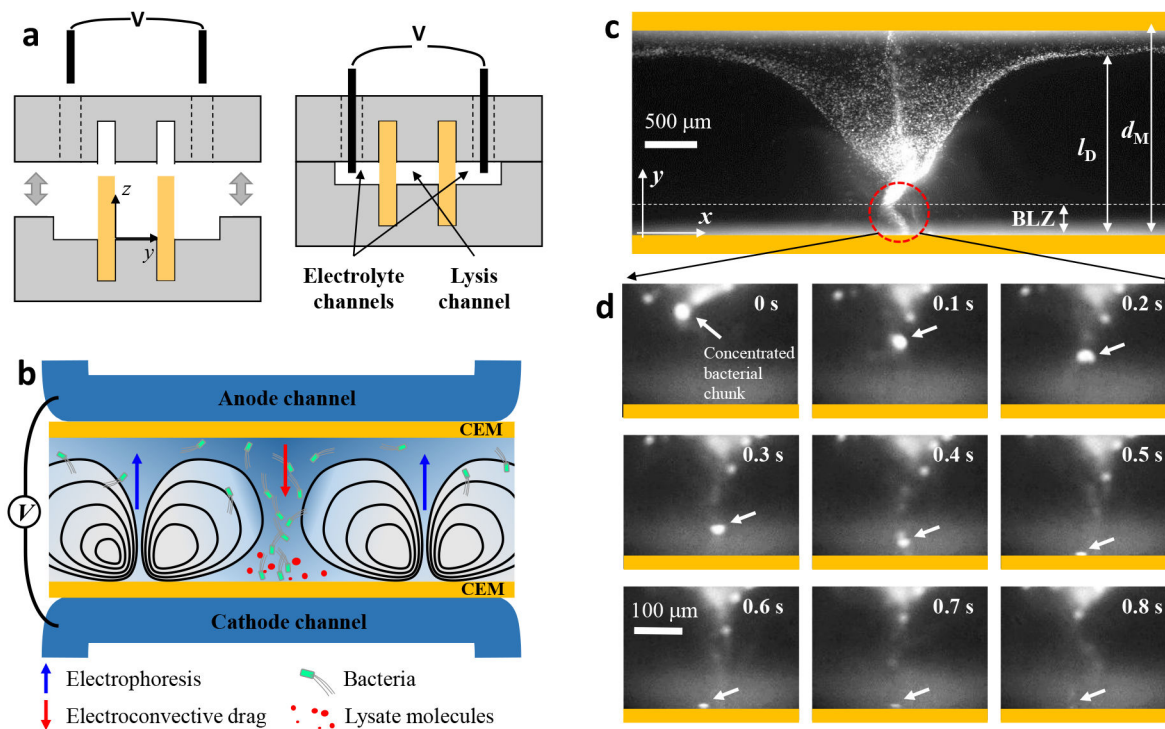 a
V
V
z
y
Electrolyte
channels
Lysis
channel
b
Anode channel
CEM
V
CEM
Cathode channel
Electrophoresis
Bacteria
Electroconvective drag
Lysate molecules
c
500 μm
y
x
l_D
d_M
BLZ
d
0 s
Concentrated
bacterial
chunk
0.1 s
0.2 s
0.3 s
0.4 s
0.5 s
0.6 s
100 μm
0.7 s
0.8 s